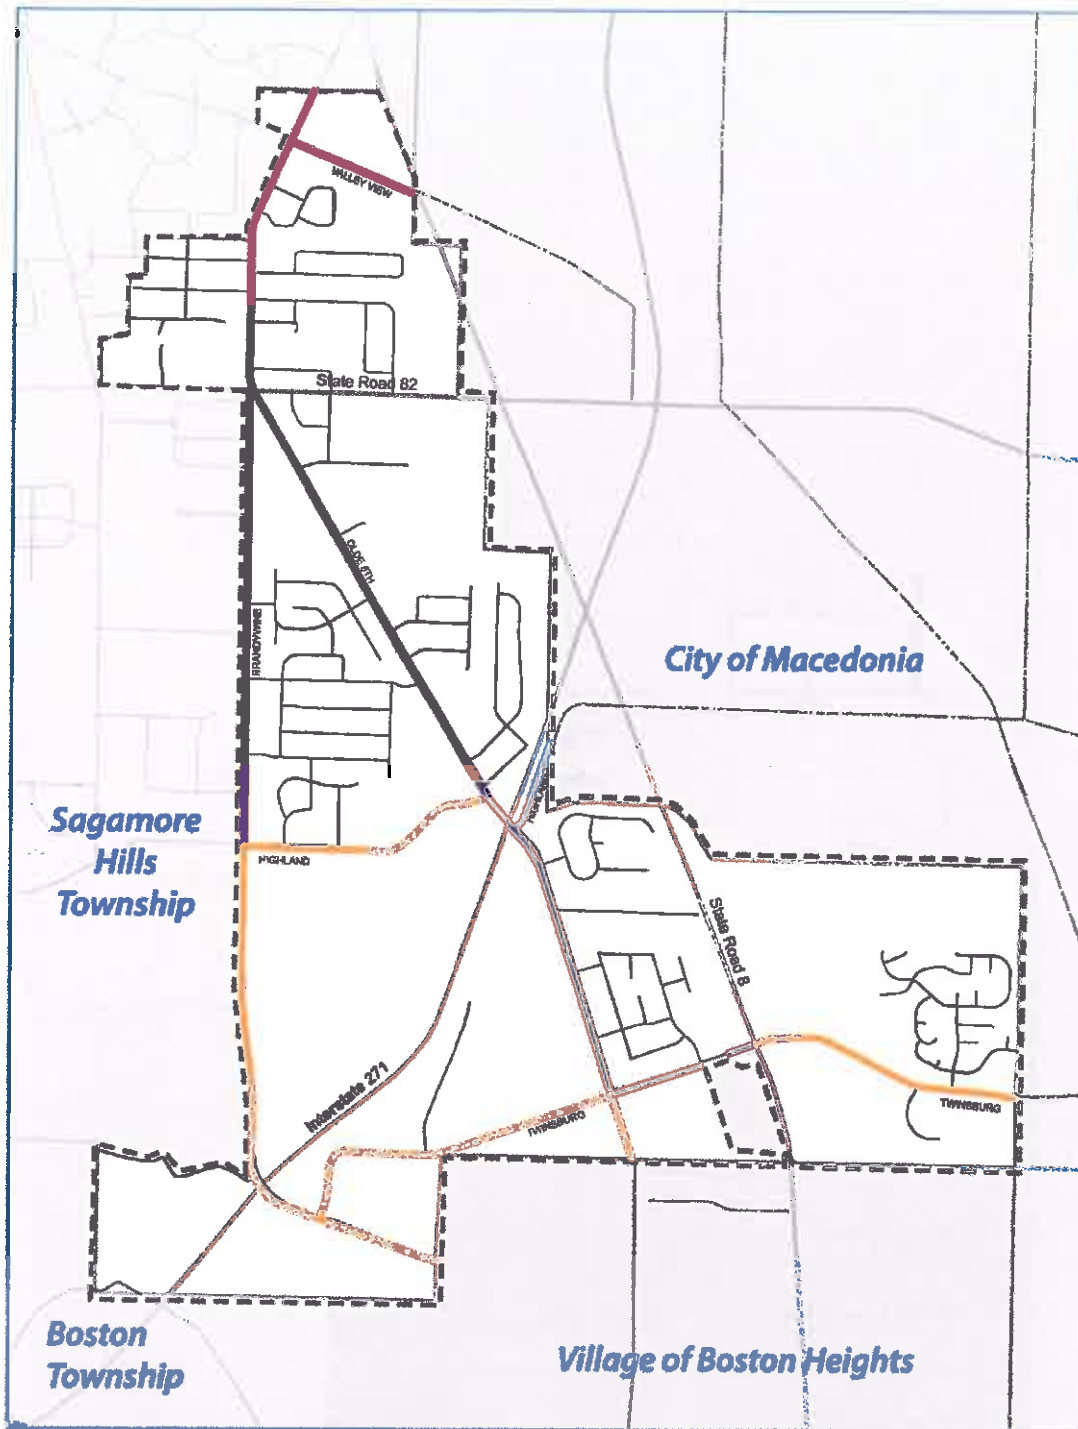 VALLEY VIEW
State Road 82
OLDE 8TH
BRANDYWINE
City of Macedonia
HIGHLAND
Sagamore
Hills
Township
HIGHLAND
State Road 8
Interstate 271
TWINSBURG
TWINSBURG
Boston
Township
Village of Boston Heights